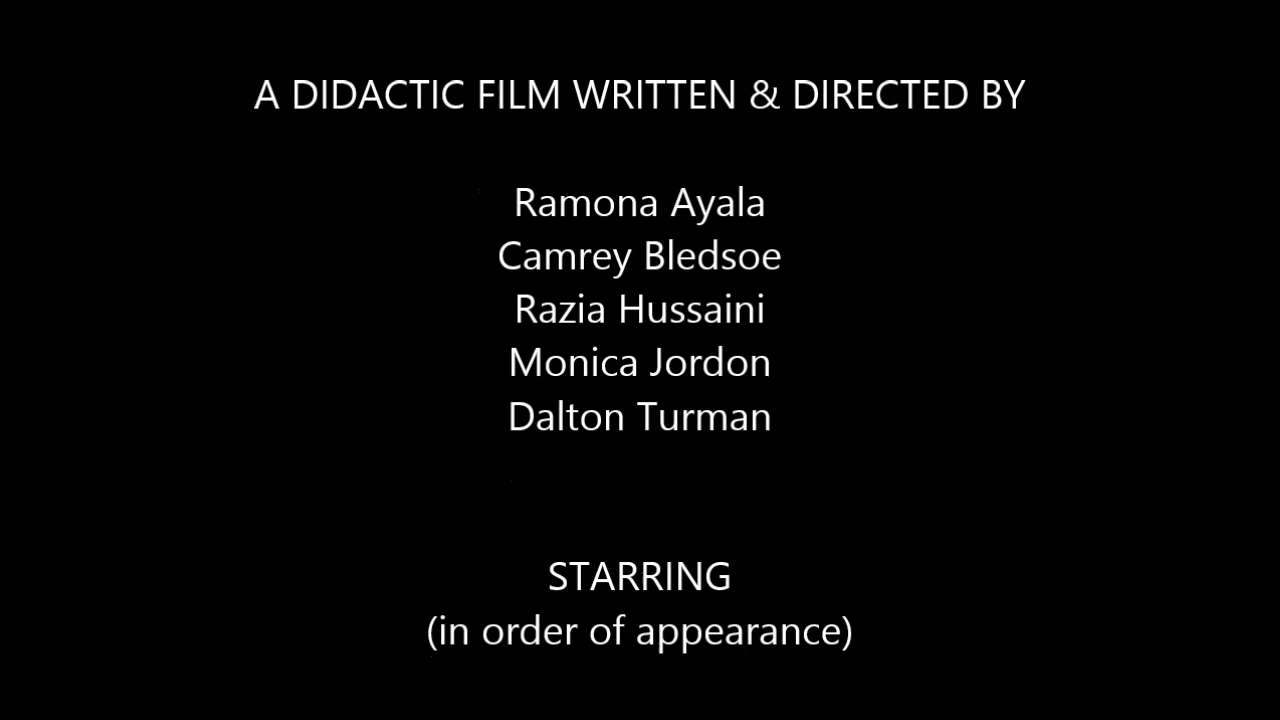 A DIDACTIC FILM WRITTEN & DIRECTED BY
Ramona Ayala
Camrey Bledsoe
Razia Hussaini
Monica Jordon
Dalton Turman
STARRING
(in order of appearance)